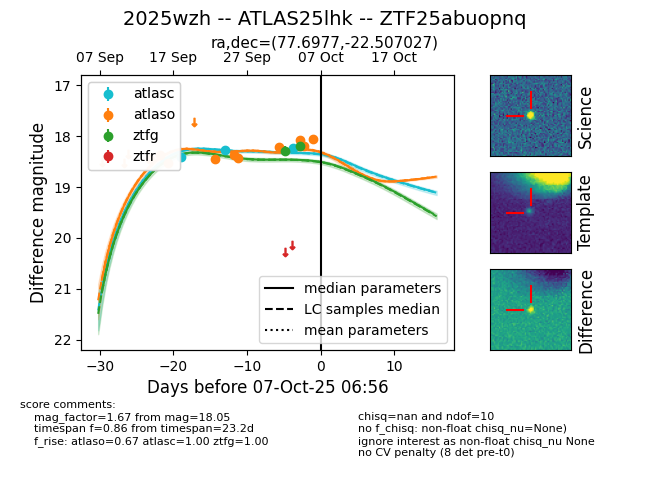 2025wzh -- ATLAS25lhk -- ZTF25abuopnq
ra,dec=(77.6977,-22.507027)
07 Sep 17 Sep 27 Sep 07 Oct 17 Oct
17
18
19
20
21
22
Difference magnitude
atlasc
atlaso
ztfg
ztfr
median parameters
LC samples median
mean parameters
−30 −20 −10 0 10
Days before 07-Oct-25 06:56
Science
Template
Difference
score comments:
mag_factor=1.67 from mag=18.05
timespan f=0.86 from timespan=23.2d
f_rise: atlaso=0.67 atlasc=1.00 ztfg=1.00
chisq=nan and ndof=10
no f_chisq: non-float chisq_nu=None)
ignore interest as non-float chisq_nu None
no CV penalty (8 det pre-t0)